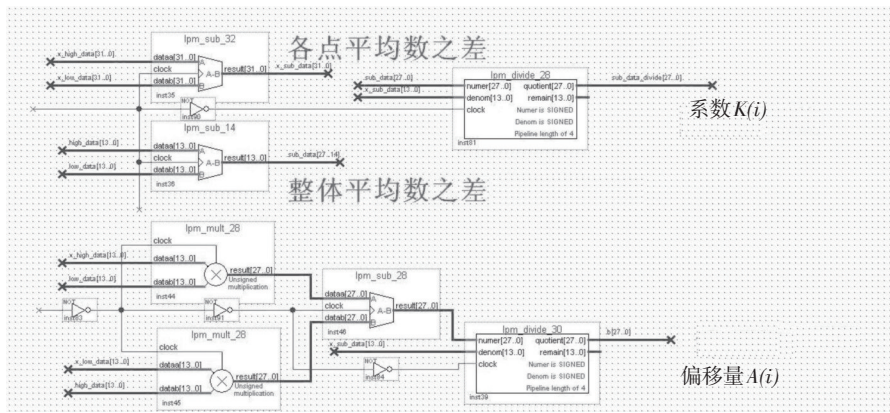 lpm_sub_32
x_high_data[31..0]
dataa[31..0]
A
clock
A-B
result[31..0]
x_low_data[31..0]
datab[31..0]
B
inst35
各点平均数之差
NOT
lpm_divide_28
sub_data[27..0]
numer[27..0]
quotient[27..0]
sub_data_divide[27..0]
x_sub_data[13..0]
denom[13..0]
remain[13..0]
clock
Numer is SIGNED
Denom is SIGNED
Pipeline length of 4
系数K(i)
lpm_sub_14
high_data[13..0]
dataa[13..0]
A
clock
A-B
result[13..0]
sub_data[27..14]
low_data[13..0]
datab[13..0]
B
整体平均数之差
lpm_mult_28
clock
x_high_data[13..0]
dataa[13..0]
result[27..0]
low_data[13..0]
datab[13..0]
Unsigned
multiplication
inst44
NOT
NOT
inst91
lpm_sub_28
dataa[27..0]
A
clock
A-B
result[27..0]
datab[27..0]
B
inst46
lpm_mult_28
clock
x_low_data[13..0]
dataa[13..0]
result[27..0]
high_data[13..0]
datab[13..0]
Unsigned
multiplication
inst45
lpm_divide_30
numer[27..0]
quotient[27..0]
b[27..0]
x_sub_data[13..0]
denom[13..0]
remain[13..0]
clock
Numer is SIGNED
Denom is SIGNED
Pipeline length of 4
inst39
NOT
inst84
偏移量A(i)